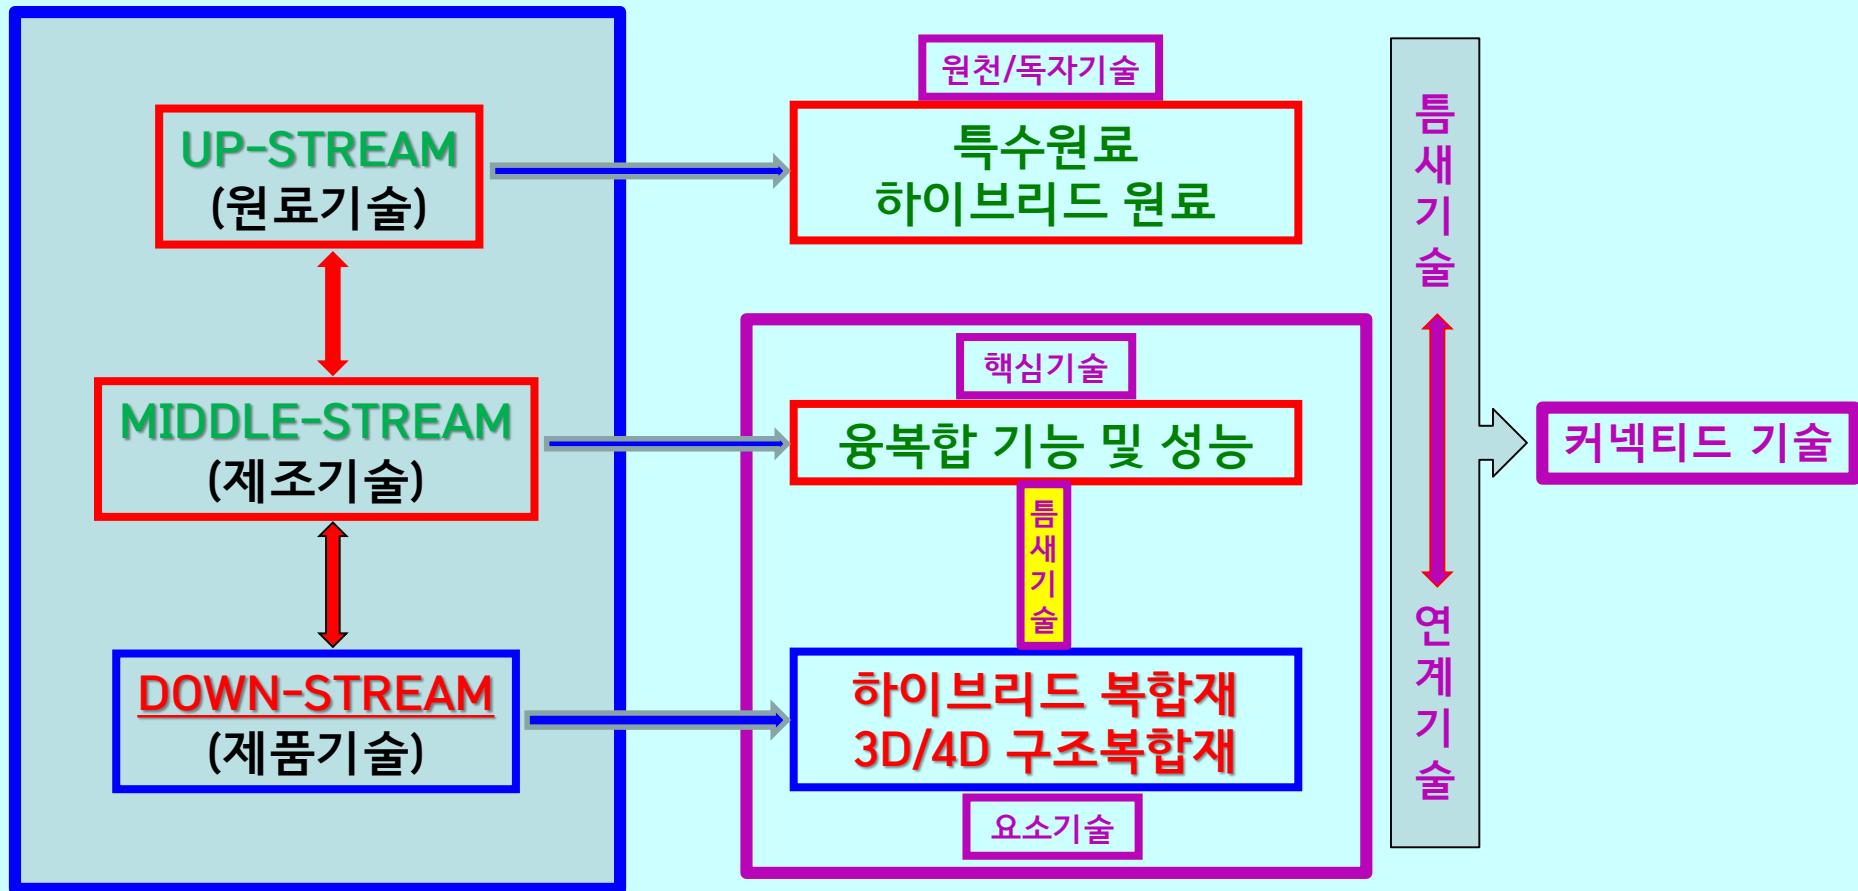 UP-STREAM
(원료기술)
MIDDLE-STREAM
(제조기술)
DOWN-STREAM
(제품기술)
원천/독자기술
특수원료
하이브리드 원료
핵심기술
융복합 기능 및 성능
틈새기술
하이브리드 복합재
3D/4D 구조복합재
요소기술
틈새기술
연계기술
커넥티드 기술